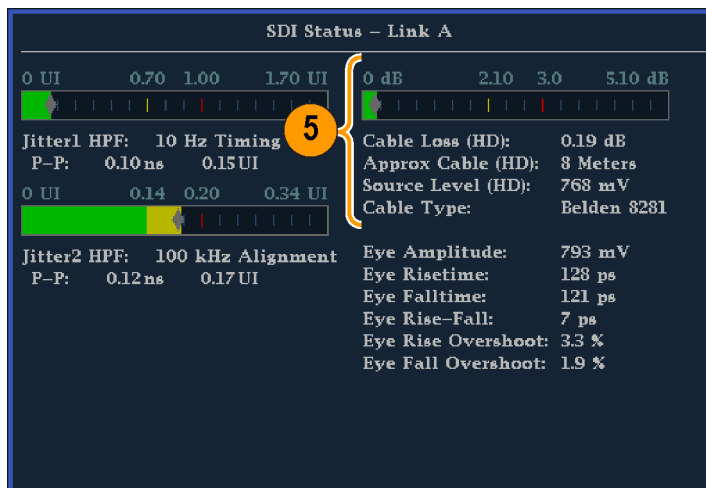 SDI Status – Link A
0 UI 0.70 1.00 1.70 UI
Jitter1 HPF: 10 Hz Timing
P–P: 0.10 ns 0.15 UI
0 UI 0.14 0.20 0.34 UI
Jitter2 HPF: 100 kHz Alignment
P–P: 0.12 ns 0.17 UI
5
0 dB 2.10 3.0 5.10 dB
Cable Loss (HD): 0.19 dB
Approx Cable (HD): 8 Meters
Source Level (HD): 768 mV
Cable Type: Belden 8281
Eye Amplitude: 793 mV
Eye Risetime: 128 ps
Eye Falltime: 121 ps
Eye Rise–Fall: 7 ps
Eye Rise Overshoot: 3.3 %
Eye Fall Overshoot: 1.9 %